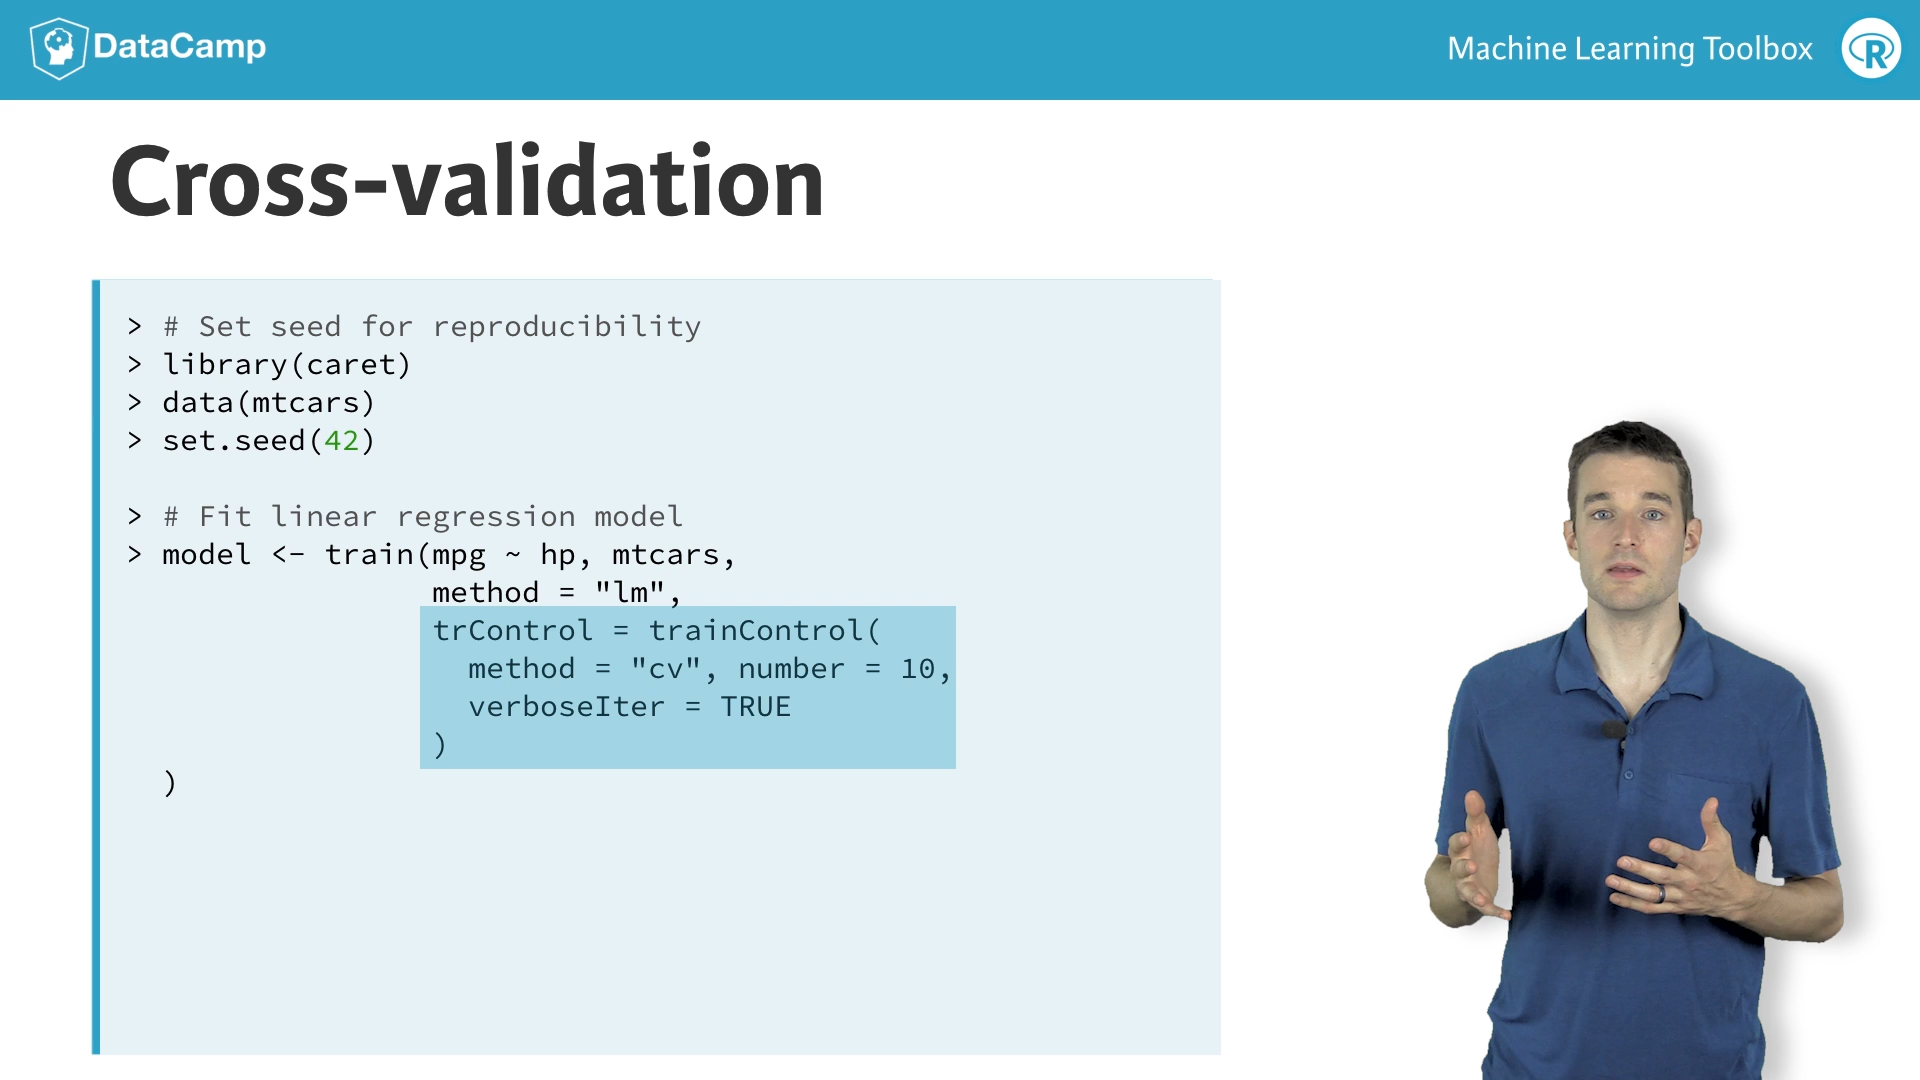 DataCamp
Machine Learning Toolbox
R
Cross-validation
> # Set seed for reproducibility
> library(caret)
> data(mtcars)
> set.seed(42)
> # Fit linear regression model
> model <- train(mpg ~ hp, mtcars,
method = "lm",
trControl = trainControl(
method = "cv", number = 10,
verboseIter = TRUE
)
)